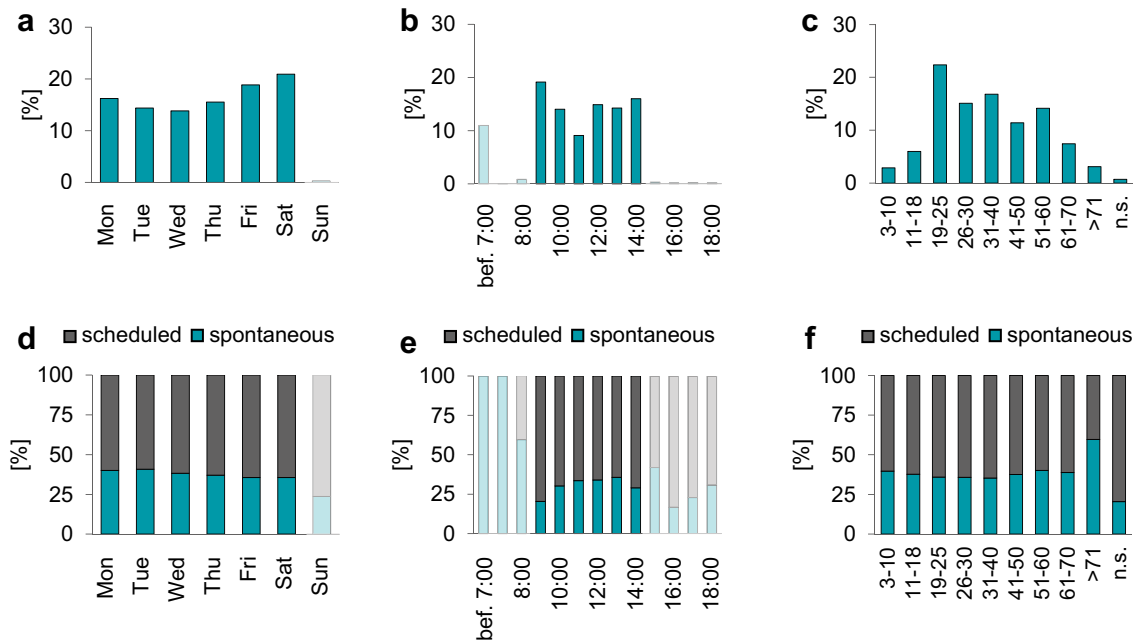 a
[%]
30
20
10
0
Mon
Tue
Wed
Thu
Fri
Sat
Sun
b
30
20
10
0
bef. 7:00
8:00
10:00
12:00
14:00
16:00
18:00
c
[%]
30
20
10
0
3-10
11-18
19-25
26-30
31-40
41-50
51-60
61-70
>71
n.s.
d
scheduled spontaneous
[%]
100
75
50
25
0
Mon
Tue
Wed
Thu
Fri
Sat
Sun
e
scheduled spontaneous
[%]
100
75
50
25
0
bef. 7:00
8:00
10:00
12:00
14:00
16:00
18:00
f
scheduled spontaneous
[%]
100
75
50
25
0
3-10
11-18
19-25
26-30
31-40
41-50
51-60
61-70
>71
n.s.